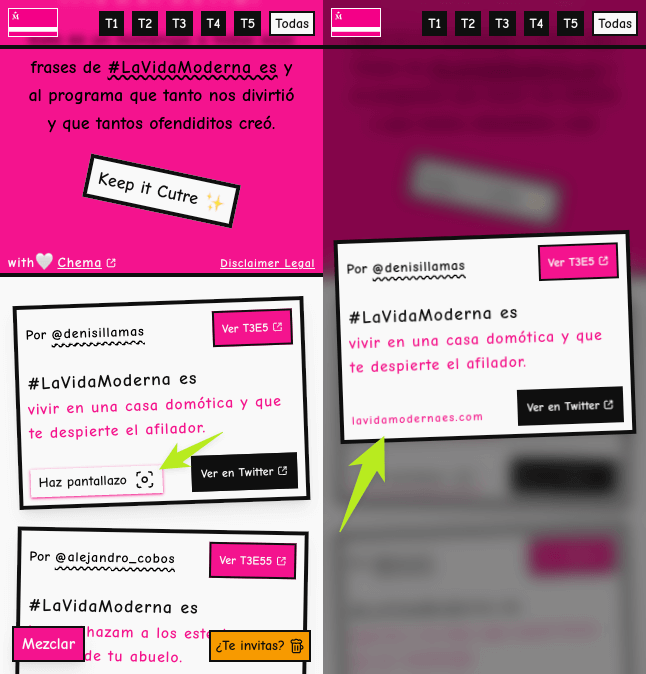 T1 T2 T3 T4 T5 Todas
frases de #LaVidaModerna es y
al programa que tanto nos divirtió
y que tantos ofendiditos creó.
Keep it Cutre ✨
with🤍 Chema
Disclaimer Legal
Por @denisillamas
Ver T3E5
#LaVidaModerna es
vivir en una casa domótica y que
te despierte el afilador.
Haz pantallazo
Ver en Twitter
Por @alejandro_cobos
Ver T3E55
#LaVidaModerna es
hazam a los este
de tu abuelo.
Mezclar
¿Te invitas?
T1 T2 T3 T4 T5 Todas
Por @denisillamas
Ver T3E5
#LaVidaModerna es
vivir en una casa domótica y que
te despierte el afilador.
lavidamodernaes.com
Ver en Twitter